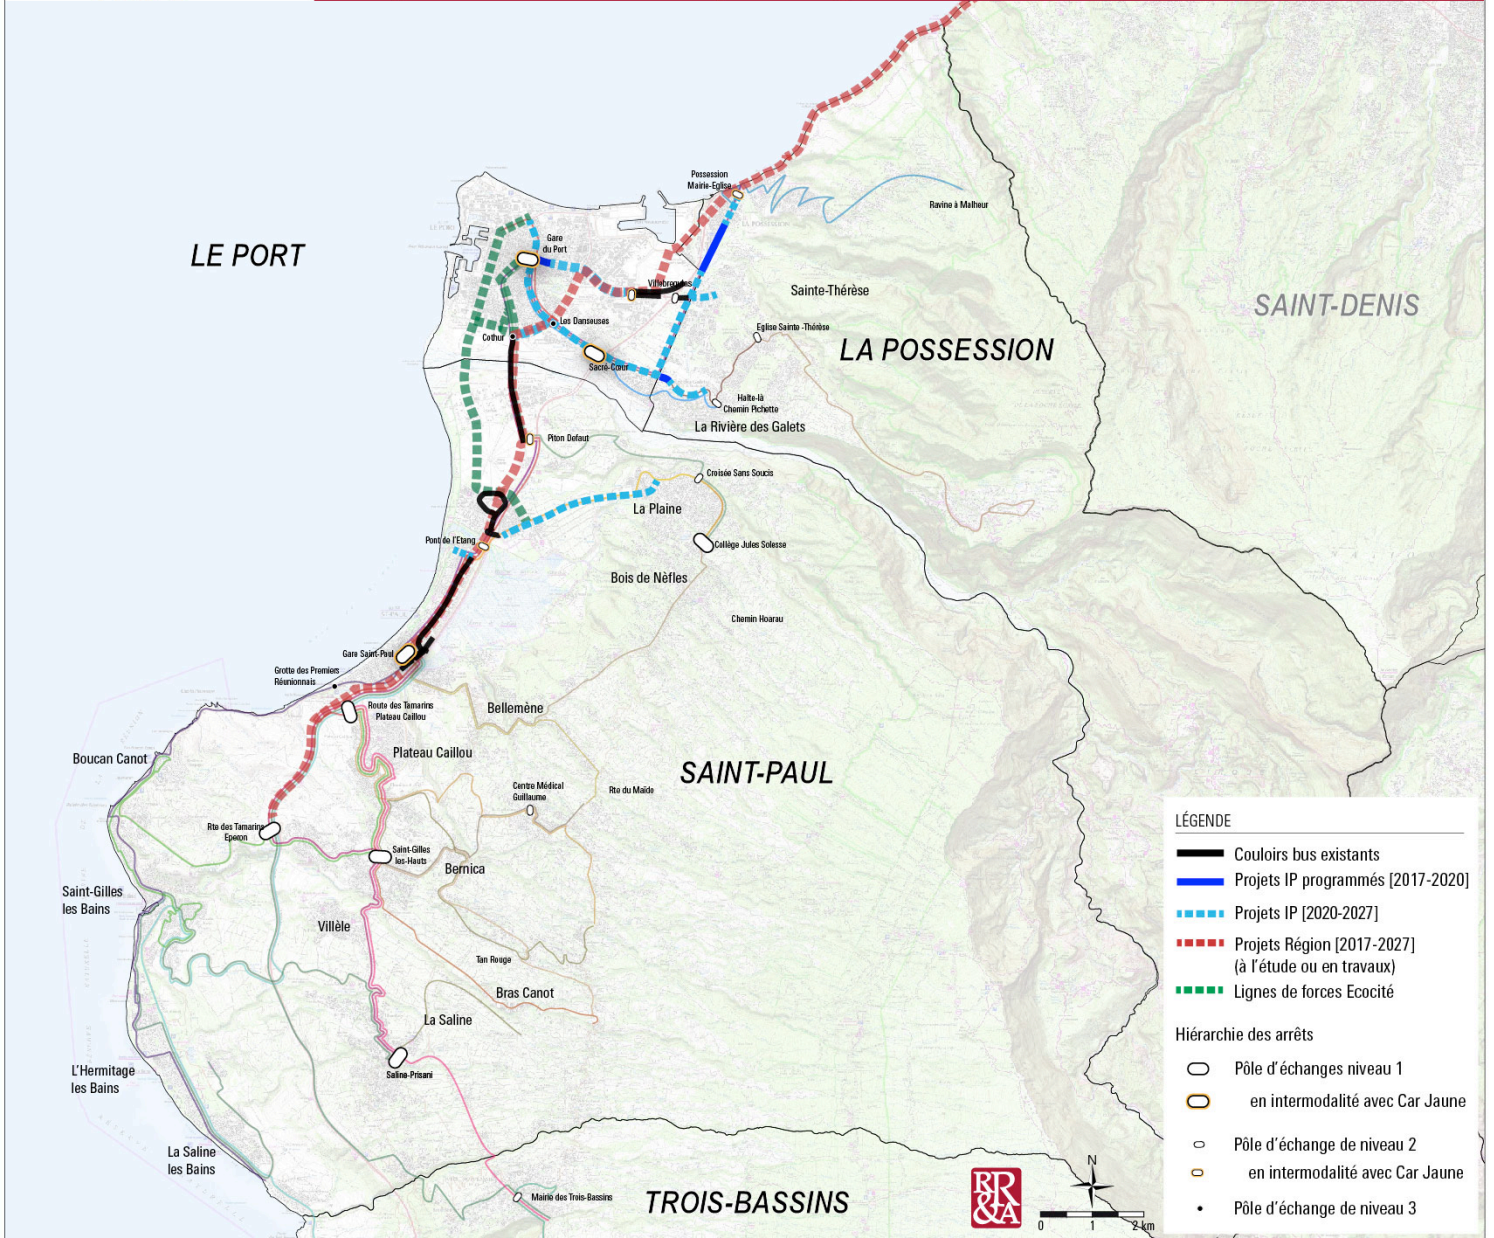 LE PORT
LA POSSESSION
SAINT-DENIS
SAINT-PAUL
TROIS-BASSINS
Possession
Mairie-Eglise
Ravine à Malheur
Gare
du Port
Sainte-Thérèse
Eglise Sainte -Thérèse
Les Danseuses
Cothur
Sacré-Cœur
Halte-là
Chemin Pichette
La Rivière des Galets
Piton Defaut
Croisée Sans Soucis
La Plaine
Pont de l'Etang
Collège Jules Solesse
Bois de Nèfles
Chemin Hoarau
Gare Saint-Paul
Grotte des Premiers
Réunionnais
Route des Tamarins
Plateau Caillou
Bellemène
Boucan Canot
Plateau Caillou
Centre Médical
Guillaume
Rte du Maïdo
Rte des Tamarins
Eperon
Saint-Gilles
les-Hauts
Bernica
Saint-Gilles
les Bains
Villèle
Tan Rouge
Bras Canot
La Saline
L'Hermitage
les Bains
Saline-Prisani
La Saline
les Bains
Mairie des Trois-Bassins
LÉGENDE
Couloirs bus existants
Projets IP programmés [2017-2020]
Projets IP [2020-2027]
Projets Région [2017-2027]
(à l'étude ou en travaux)
Lignes de forces Ecocité
Hiérarchie des arrêts
Pôle d'échanges niveau 1
en intermodalité avec Car Jaune
Pôle d'échange de niveau 2
en intermodalité avec Car Jaune
Pôle d'échange de niveau 3
RR
&A
N
0 1 2 km